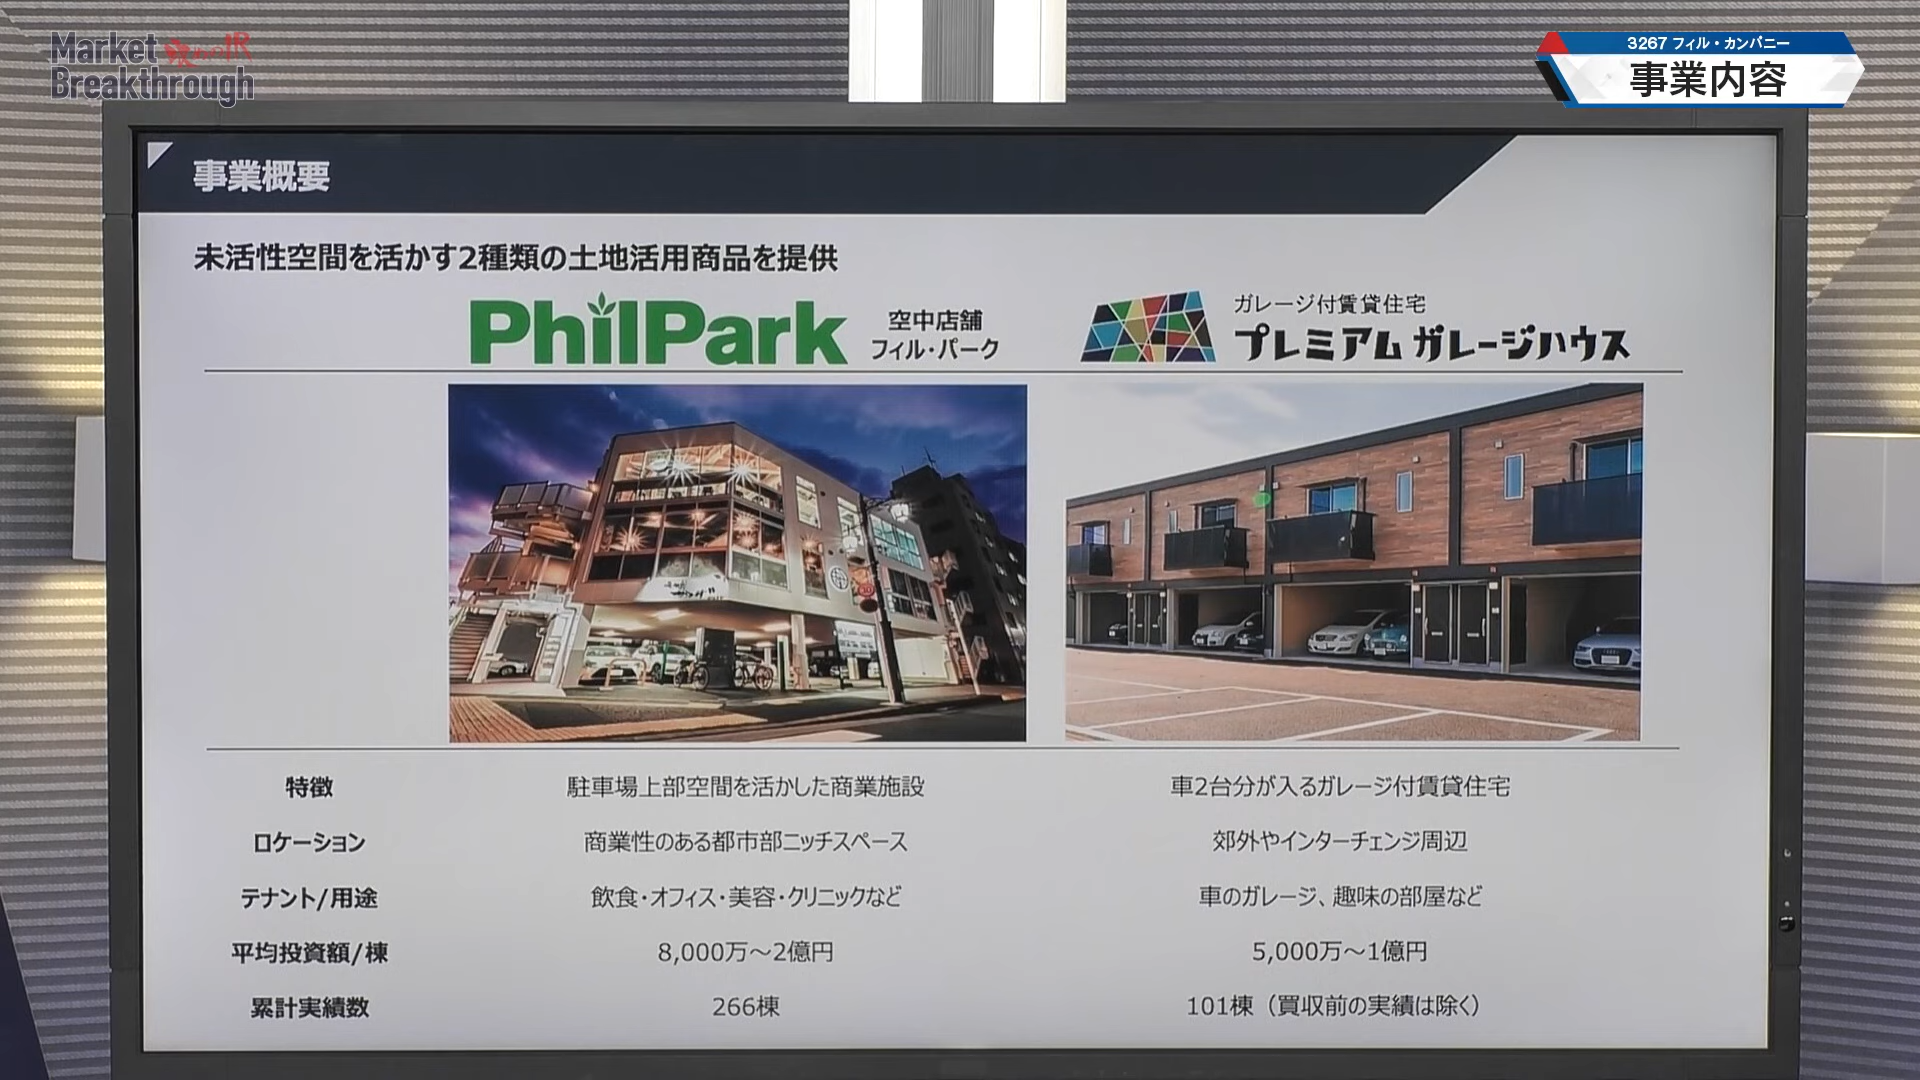 Market 攻めのIR
Breakthrough
3267 フィル・カンパニー
事業内容
事業概要
未活性空間を活かす2種類の土地活用商品を提供
PhilPark
空中店舗
フィル・パーク
ガレージ付賃貸住宅
プレミアムガレージハウス
特徴
駐車場上部空間を活かした商業施設
車2台分が入るガレージ付賃貸住宅
ロケーション
商業性のある都市部ニッチスペース
郊外やインターチェンジ周辺
テナント/用途
飲食・オフィス・美容・クリニックなど
車のガレージ、趣味の部屋など
平均投資額/棟
8,000万～2億円
5,000万～1億円
累計実績数
266棟
101棟（買収前の実績は除く）